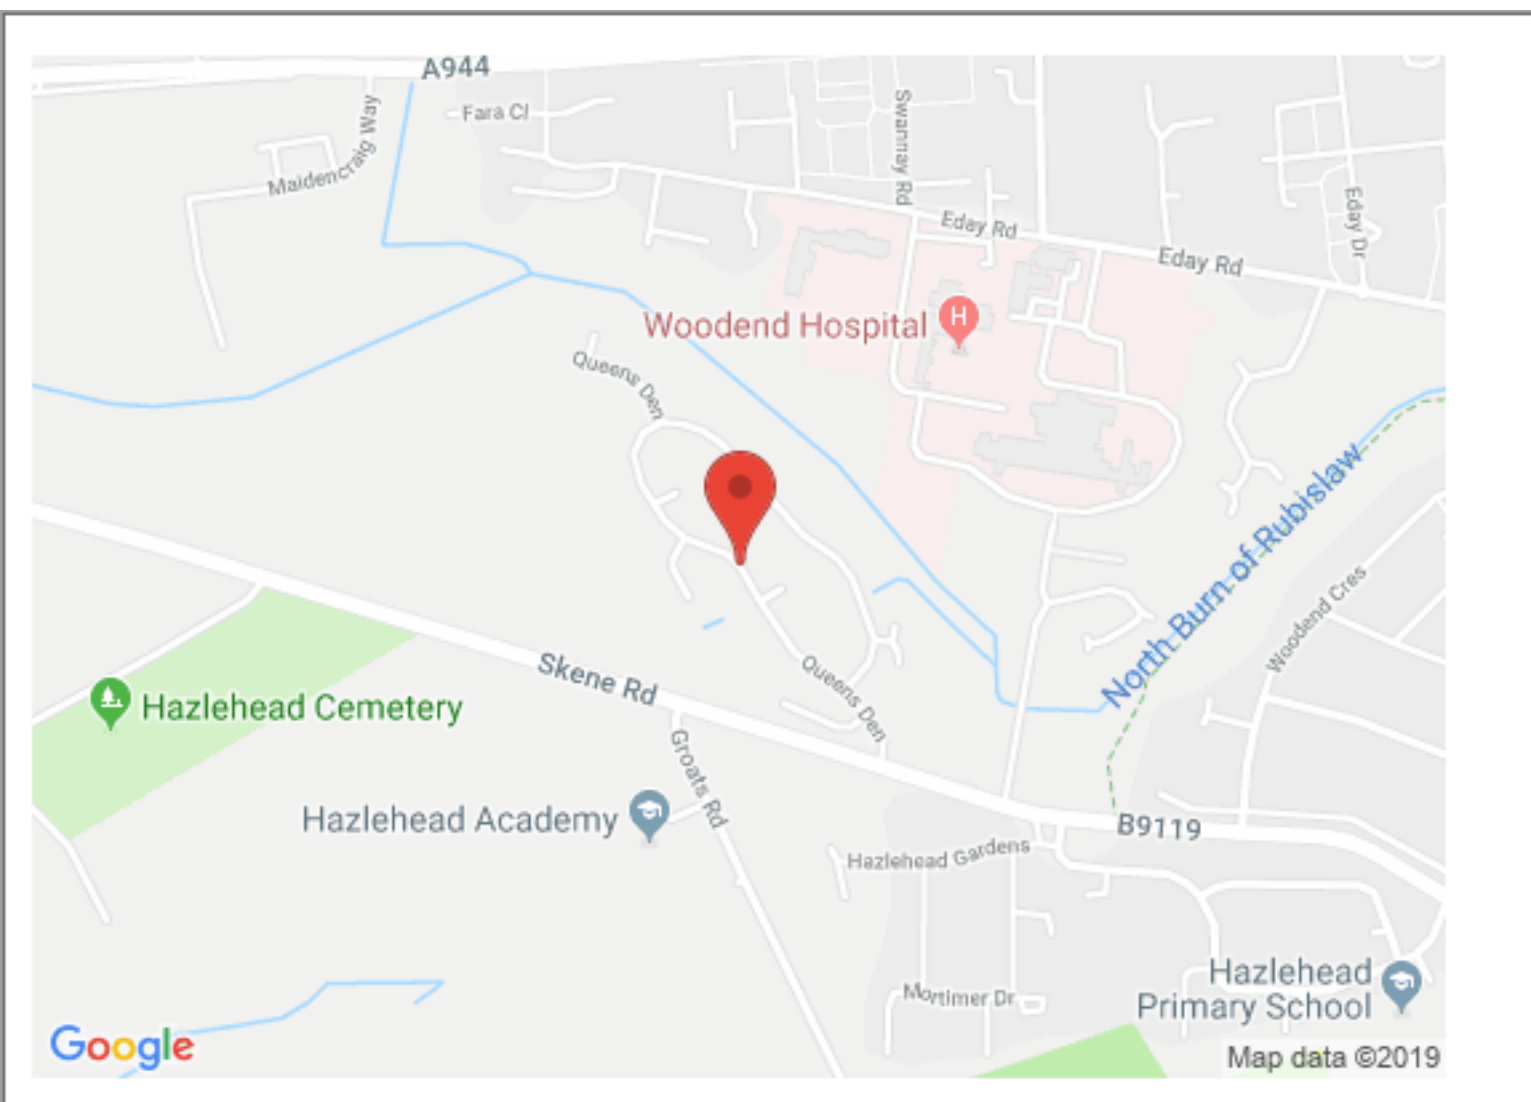 A944
Fara Cl
Swannay Rd
Maidencraig Way
Eday Dr
Eday Rd
Eday Rd
Woodend Hospital
H
Queens Den
North Burn of Rubislaw
Woodend Cres
Skene Rd
Queens Den
Hazlehead Cemetery
Groats Rd
Hazlehead Academy
B9119
Hazlehead Gardens
Hazlehead
Primary School
Mortimer Dr
Google
Map data ©2019